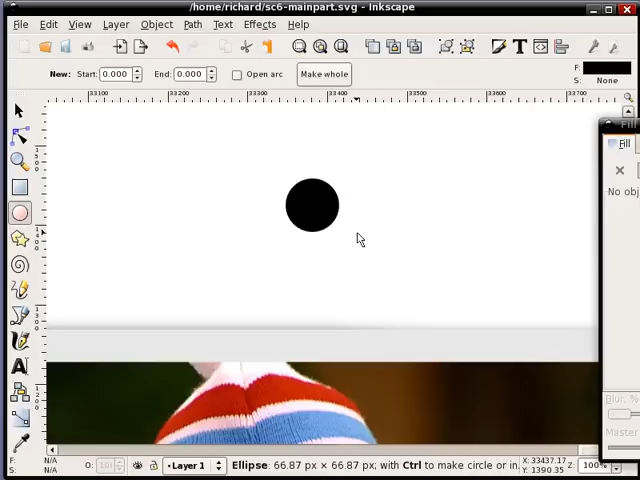 /home/richard/sc6-mainpart.svg - Inkscape
File Edit View Layer Object Path Text Effects Help
New: Start: 0.000 End: 0.000 Open arc Make whole
F:
S: None
33100 33200 33300 33400 33500 33600 33700
Fill
Fill
No obj
Blur, %
Master
F: N/A
S: N/A
O:
Layer 1
Ellipse: 66.87 px × 66.87 px; with Ctrl to make circle or in
X: 33437.17
Y: 1390.35
Z: 100%